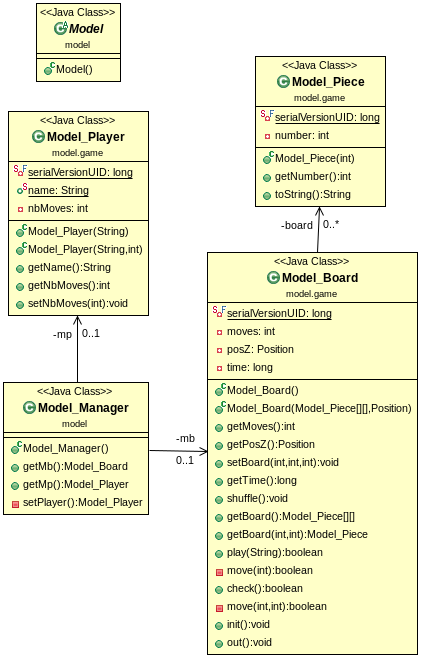 <<Java Class>>
Model
model
Model()
<<Java Class>>
Model_Piece
model.game
serialVersionUID: long
number: int
Model_Piece(int)
getNumber():int
toString():String
<<Java Class>>
Model_Player
model.game
serialVersionUID: long
name: String
nbMoves: int
Model_Player(String)
Model_Player(String,int)
getName():String
getNbMoves():int
setNbMoves(int):void
-board 0..*
-mp 0..1
<<Java Class>>
Model_Manager
model
Model_Manager()
getMb():Model_Board
getMp():Model_Player
setPlayer():Model_Player
-mb
0..1
<<Java Class>>
Model_Board
model.game
serialVersionUID: long
moves: int
posZ: Position
time: long
Model_Board()
Model_Board(Model_Piece[][],Position)
getMoves():int
getPosZ():Position
setBoard(int,int,int):void
getTime():long
shuffle():void
getBoard():Model_Piece[][]
getBoard(int,int):Model_Piece
play(String):boolean
move(int):boolean
check():boolean
move(int,int):boolean
init():void
out():void